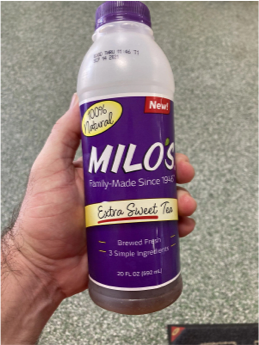 100%
Natural
New!
MILO'S
Family-Made Since 1946
Extra Sweet Tea
Brewed Fresh
3 Simple Ingredients
20 FL OZ (592 mL)